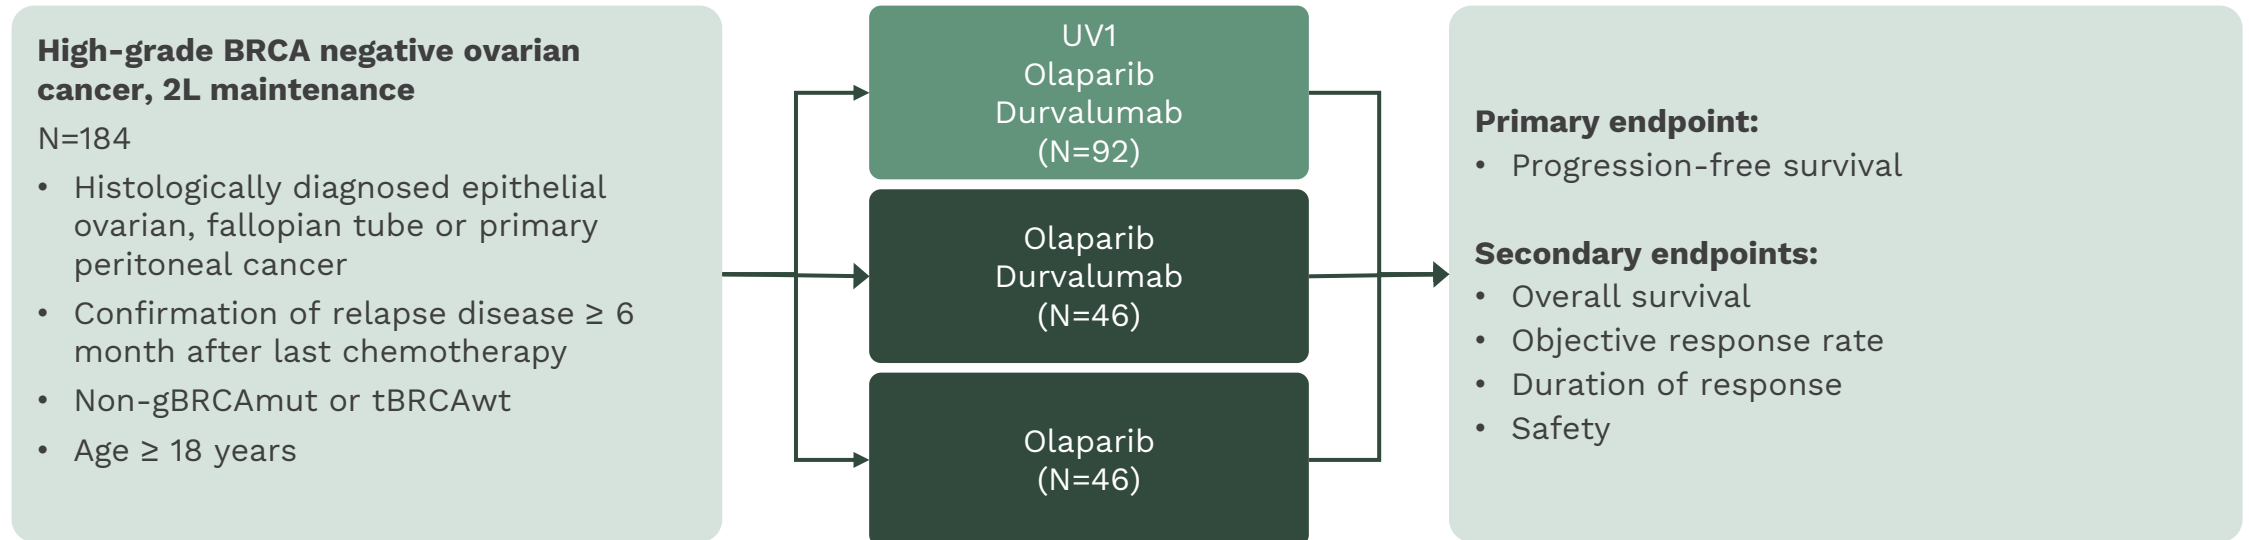 High-grade BRCA negative ovarian
cancer, 2L maintenance
N=184
• Histologically diagnosed epithelial
ovarian, fallopian tube or primary
peritoneal cancer
• Confirmation of relapse disease ≥ 6
month after last chemotherapy
• Non-gBRCAmut or tBRCAwt
• Age ≥ 18 years
UV1
Olaparib
Durvalumab
(N=92)
Olaparib
Durvalumab
(N=46)
Olaparib
(N=46)
Primary endpoint:
• Progression-free survival
Secondary endpoints:
• Overall survival
• Objective response rate
• Duration of response
• Safety